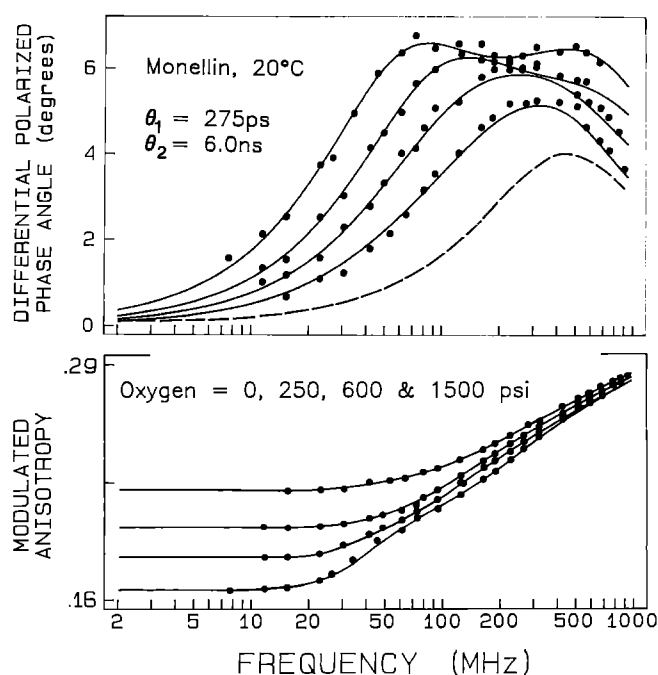 DIFFERENTIAL POLARIZED
PHASE ANGLE (degrees)
6
4
2
0
Monellin, 20°C
θ₁ = 275ps
θ₂ = 6.0ns
MODULATED
ANISOTROPY
.29
.16
Oxygen = 0, 250, 600 & 1500 psi
2 5 10 20 50 100 200 500 1000
FREQUENCY (MHz)